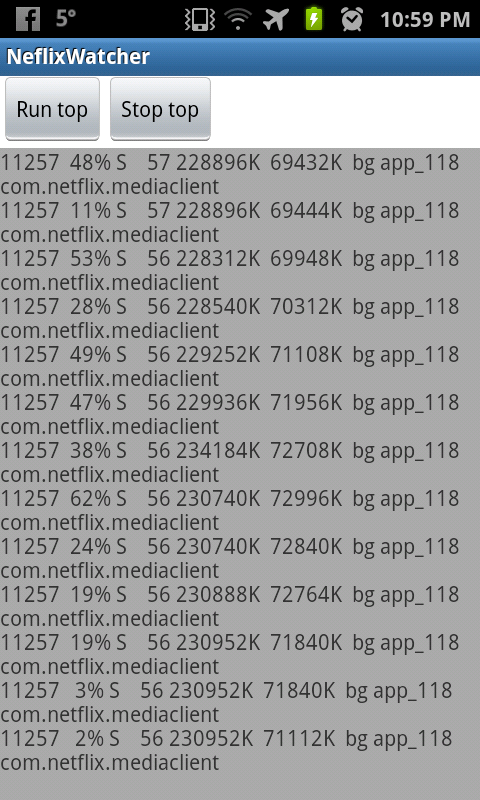 5°
10:59 PM
NeflixWatcher
Run top
Stop top
11257  48% S    57 228896K  69432K  bg app_118
com.netflix.mediaclient
11257  11% S    57 228896K  69444K  bg app_118
com.netflix.mediaclient
11257  53% S    56 228312K  69948K  bg app_118
com.netflix.mediaclient
11257  28% S    56 228540K  70312K  bg app_118
com.netflix.mediaclient
11257  49% S    56 229252K  71108K  bg app_118
com.netflix.mediaclient
11257  47% S    56 229936K  71956K  bg app_118
com.netflix.mediaclient
11257  38% S    56 234184K  72708K  bg app_118
com.netflix.mediaclient
11257  62% S    56 230740K  72996K  bg app_118
com.netflix.mediaclient
11257  24% S    56 230740K  72840K  bg app_118
com.netflix.mediaclient
11257  19% S    56 230888K  72764K  bg app_118
com.netflix.mediaclient
11257  19% S    56 230952K  71840K  bg app_118
com.netflix.mediaclient
11257   3% S    56 230952K  71840K  bg app_118
com.netflix.mediaclient
11257   2% S    56 230952K  71112K  bg app_118
com.netflix.mediaclient